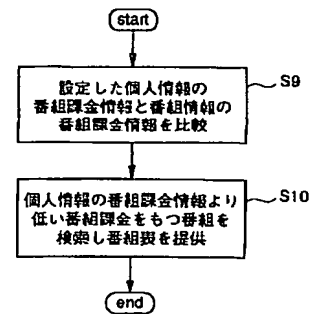 start
設定した個人情報の
番組課金情報と番組情報の
番組課金情報を比較
S9
個人情報の番組課金情報より
低い番組課金をもつ番組を
検索し番組表を提供
S10
end